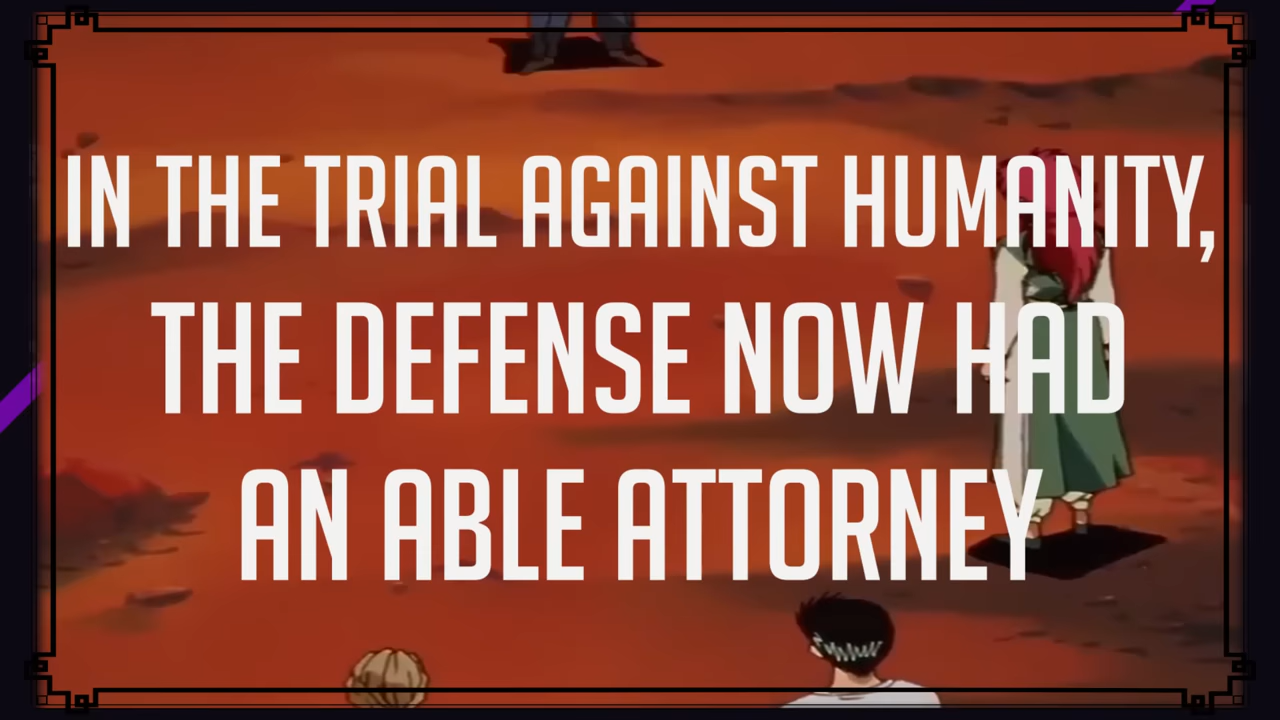 IN THE TRIAL AGAINST HUMANITY,
THE DEFENSE NOW HAD
AN ABLE ATTORNEY